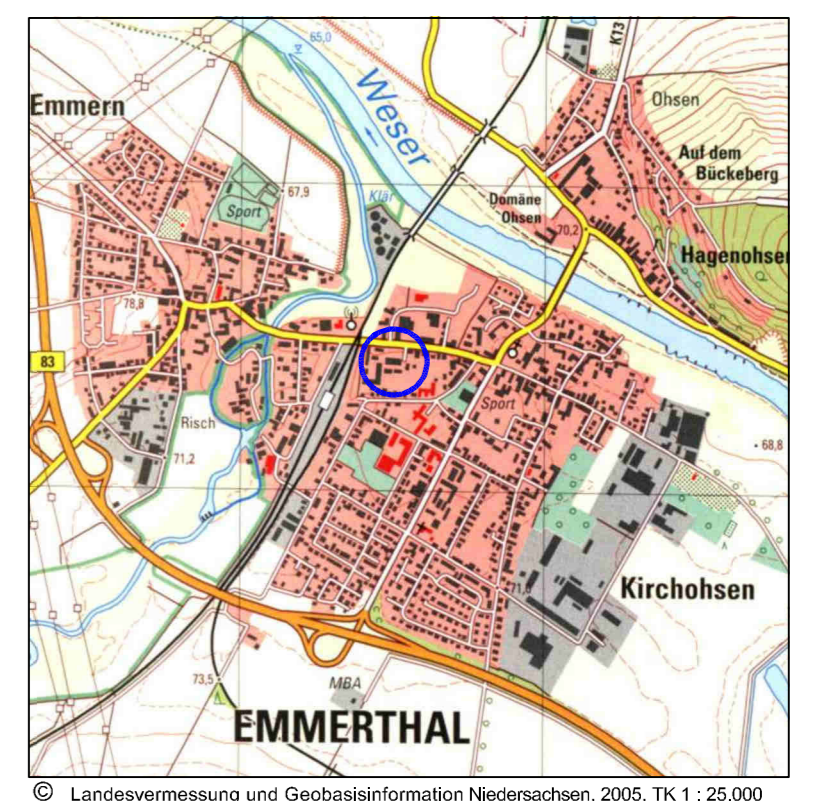 65,0
K13
Emmern
Weser
Ohsen
Auf dem
Bückeberg
Klär
67,9
Sport
Domäne
Ohsen
70,2
Hagenohsen
78,8
83
Risch
Sport
71,2
68,8
71,6
Kirchohsen
73,5
MBA
EMMERTHAL
© Landesvermessung und Geobasisinformation Niedersachsen, 2005, TK 1 : 25.000